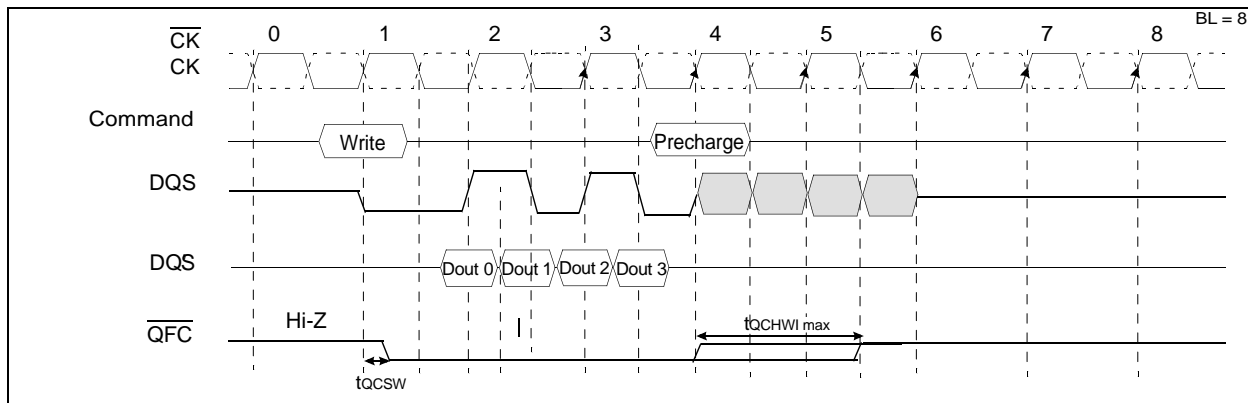 BL = 8
0 1 2 3 4 5 6 7 8
CK
CK
Command
Write Precharge
DQS
DQS
Dout 0 Dout 1 Dout 2 Dout 3
Hi-Z
tQCHWI max
QFC
tQCSW